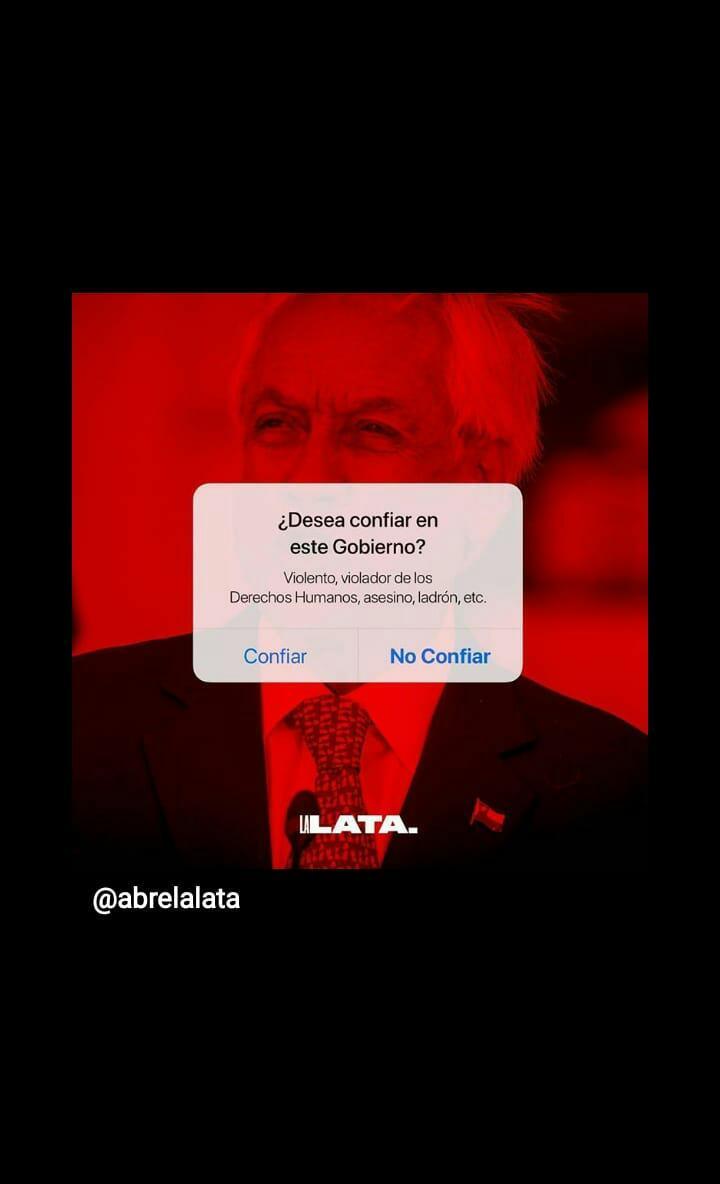 ¿Desea confiar en
este Gobierno?
Violento, violador de los
Derechos Humanos, asesino, ladrón, etc.
Confiar No Confiar
LA LATA.
@abrelalata